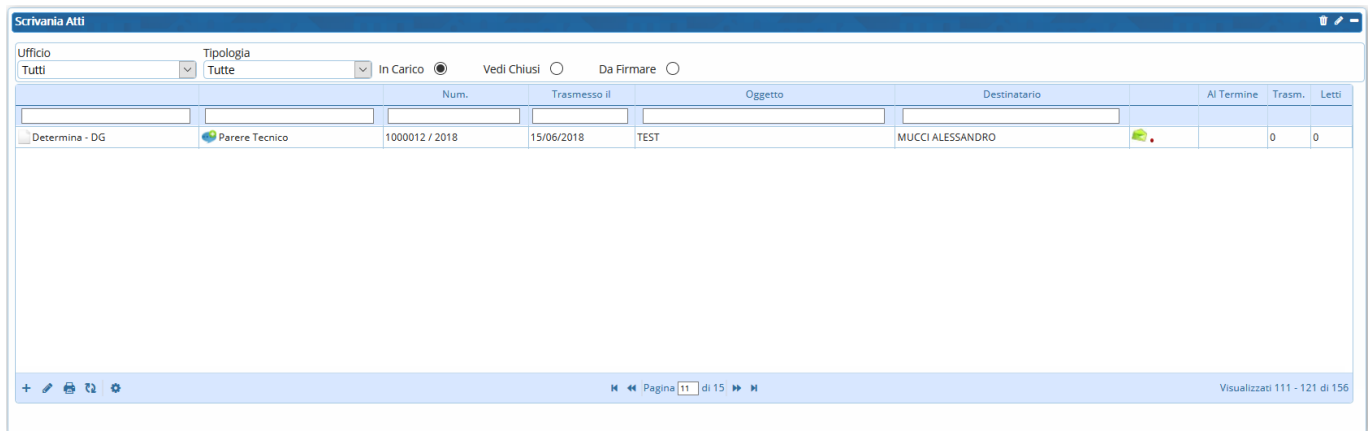 Scrivania Atti
Ufficio Tipologia
Tutti Tutte In Carico Vedi Chiusi Da Firmare
Num. Trasmesso il Oggetto Destinatario Al Termine Trasm. Letti
Determina - DG Parere Tecnico 1000012 / 2018 15/06/2018 TEST MUCCI ALESSANDRO 0 0
Pagina 11 di 15 Visualizzati 111 - 121 di 156